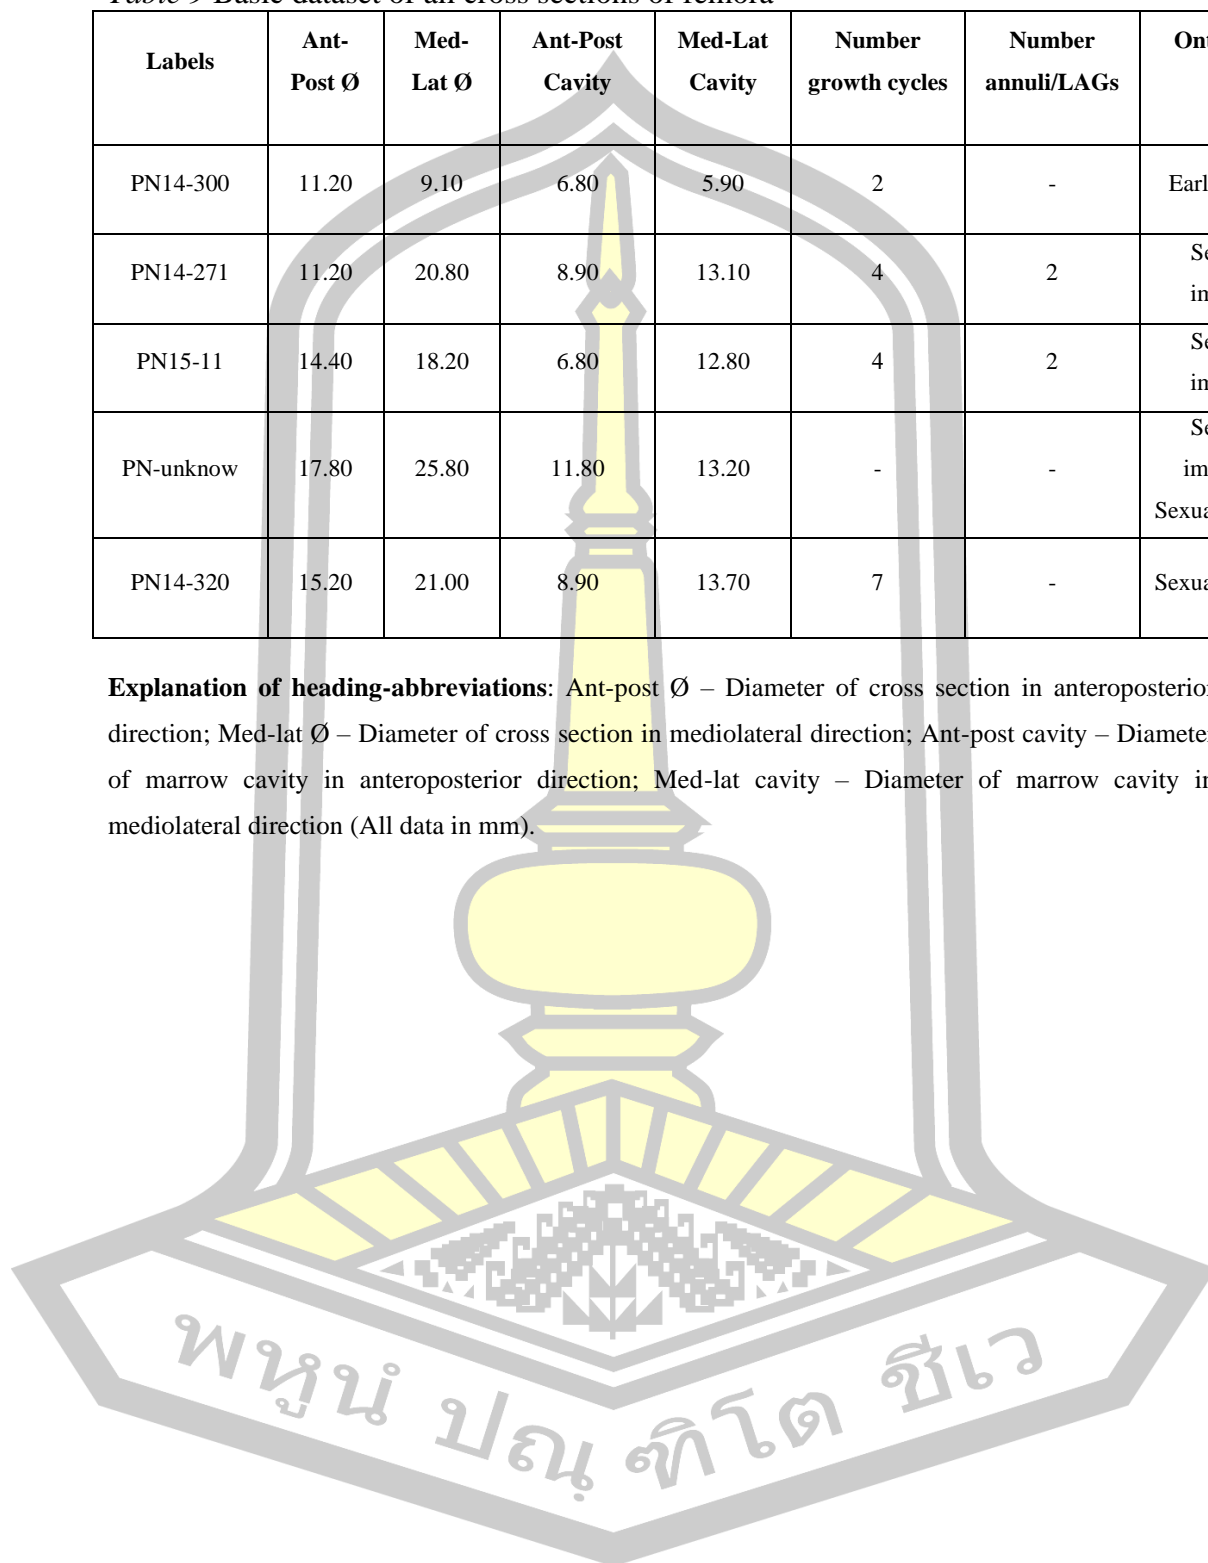 Table 9 Basic dataset of all cross sections of femora
Labels Ant-Post Ø Med-Lat Ø Ant-Post Cavity Med-Lat Cavity Number growth cycles Number annuli/LAGs
PN14-300 11.20 9.10 6.80 5.90 2 -
PN14-271 11.20 20.80 8.90 13.10 4 2
PN15-11 14.40 18.20 6.80 12.80 4 2
PN-unknow 17.80 25.80 11.80 13.20 - -
PN14-320 15.20 21.00 8.90 13.70 7 -
Explanation of heading-abbreviations: Ant-post Ø – Diameter of cross section in anteroposterior
direction; Med-lat Ø – Diameter of cross section in mediolateral direction; Ant-post cavity – Diameter
of marrow cavity in anteroposterior direction; Med-lat cavity – Diameter of marrow cavity in
mediolateral direction (All data in mm).
พหูนํ ปณฺฑิโต ชีเว